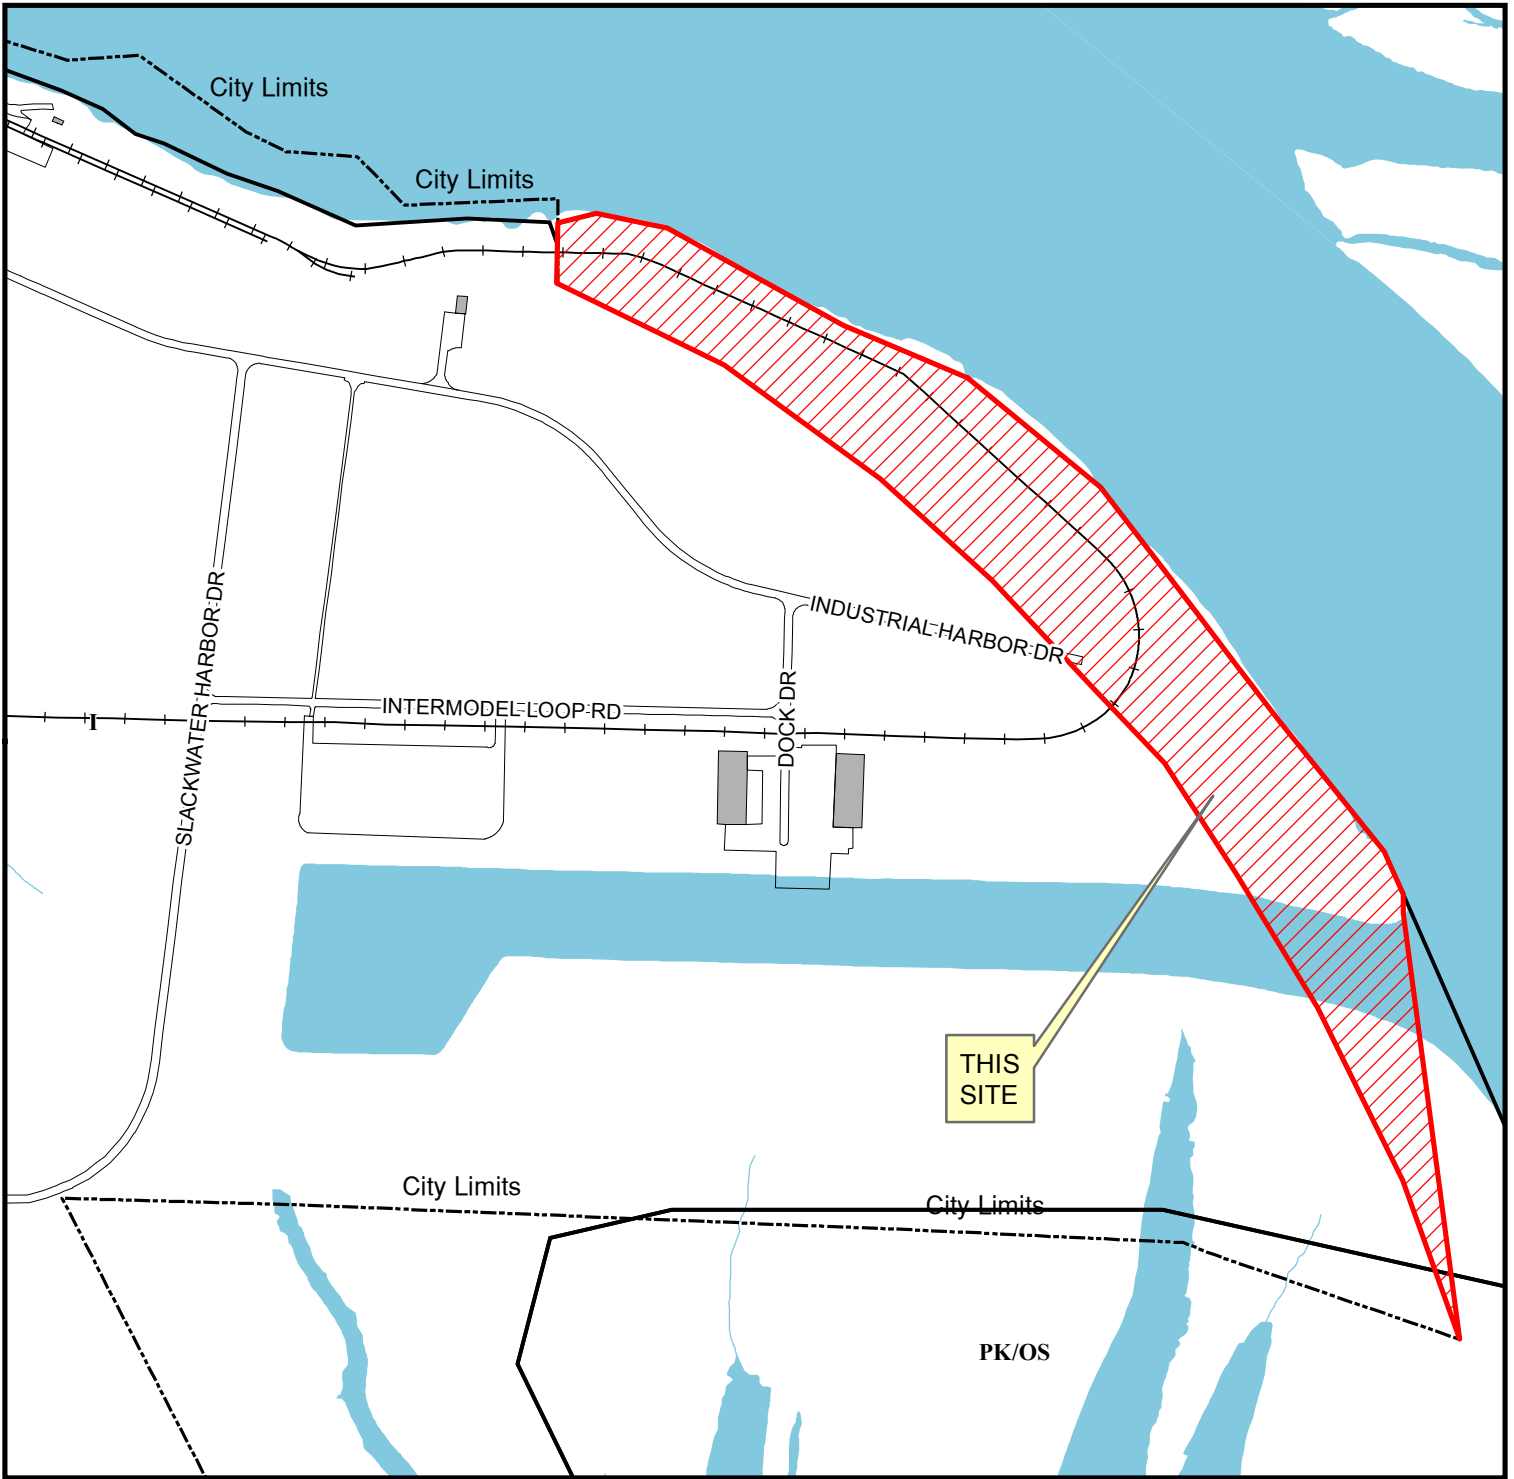 City Limits
City Limits
INDUSTRIAL HARBOR DR
SLACKWATER HARBOR DR
INTERMODEL LOOP RD
DOCK DR
I
THIS
SITE
City Limits
City Limits
PK/OS